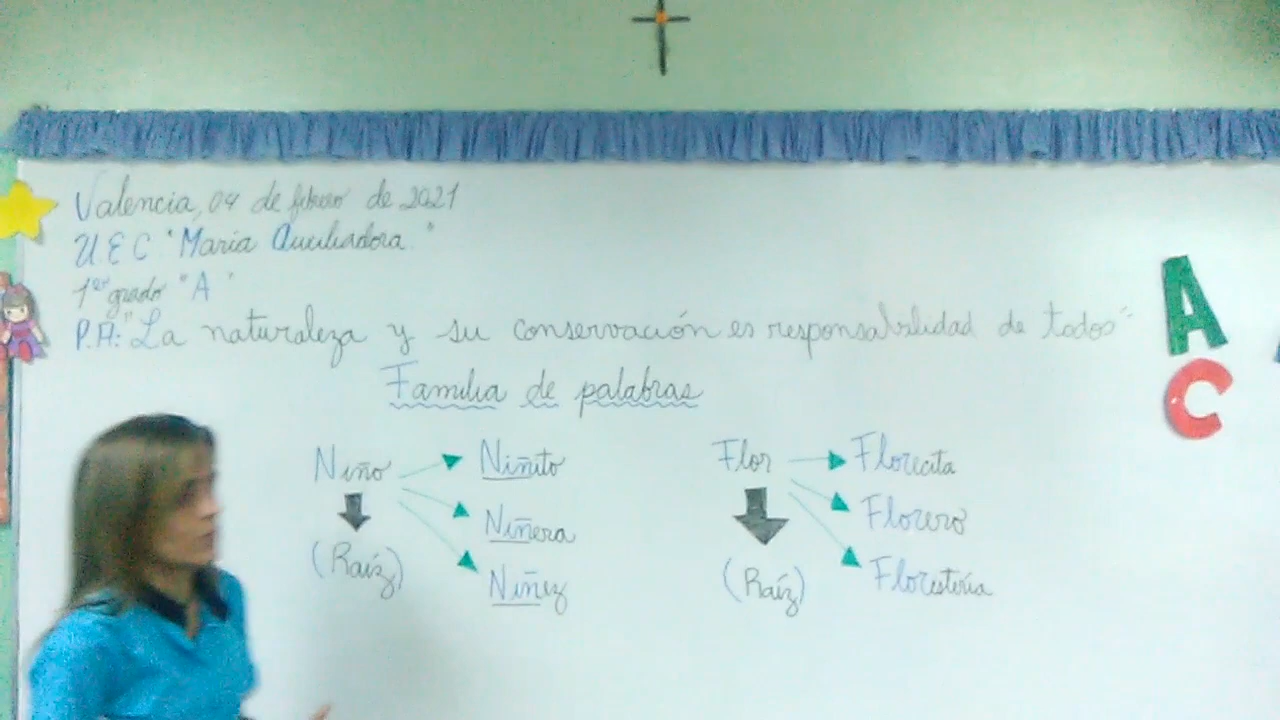 Valencia, 04 de febrero de 2021
U.E.C "Maria Auxiliadora"
1er grado "A"
P.A: "La naturaleza y su conservación es responsabilidad de todos"
Familia de palabras
Niño Niñito
Niñera
(Raíz) Niñez
Flor Florecita
Florero
(Raíz) Floristería
A
C